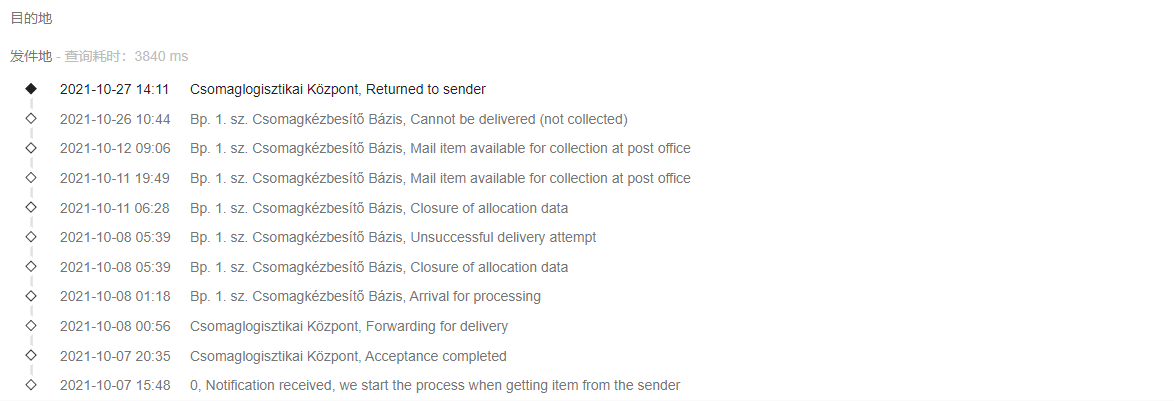 目的地
发件地 - 查询耗时：3840 ms
2021-10-27 14:11 Csomaglogisztikai Központ, Returned to sender
2021-10-26 10:44 Bp. 1. sz. Csomagkézbesítő Bázis, Cannot be delivered (not collected)
2021-10-12 09:06 Bp. 1. sz. Csomagkézbesítő Bázis, Mail item available for collection at post office
2021-10-11 19:49 Bp. 1. sz. Csomagkézbesítő Bázis, Mail item available for collection at post office
2021-10-11 06:28 Bp. 1. sz. Csomagkézbesítő Bázis, Closure of allocation data
2021-10-08 05:39 Bp. 1. sz. Csomagkézbesítő Bázis, Unsuccessful delivery attempt
2021-10-08 05:39 Bp. 1. sz. Csomagkézbesítő Bázis, Closure of allocation data
2021-10-08 01:18 Bp. 1. sz. Csomagkézbesítő Bázis, Arrival for processing
2021-10-08 00:56 Csomaglogisztikai Központ, Forwarding for delivery
2021-10-07 20:35 Csomaglogisztikai Központ, Acceptance completed
2021-10-07 15:48 0, Notification received, we start the process when getting item from the sender